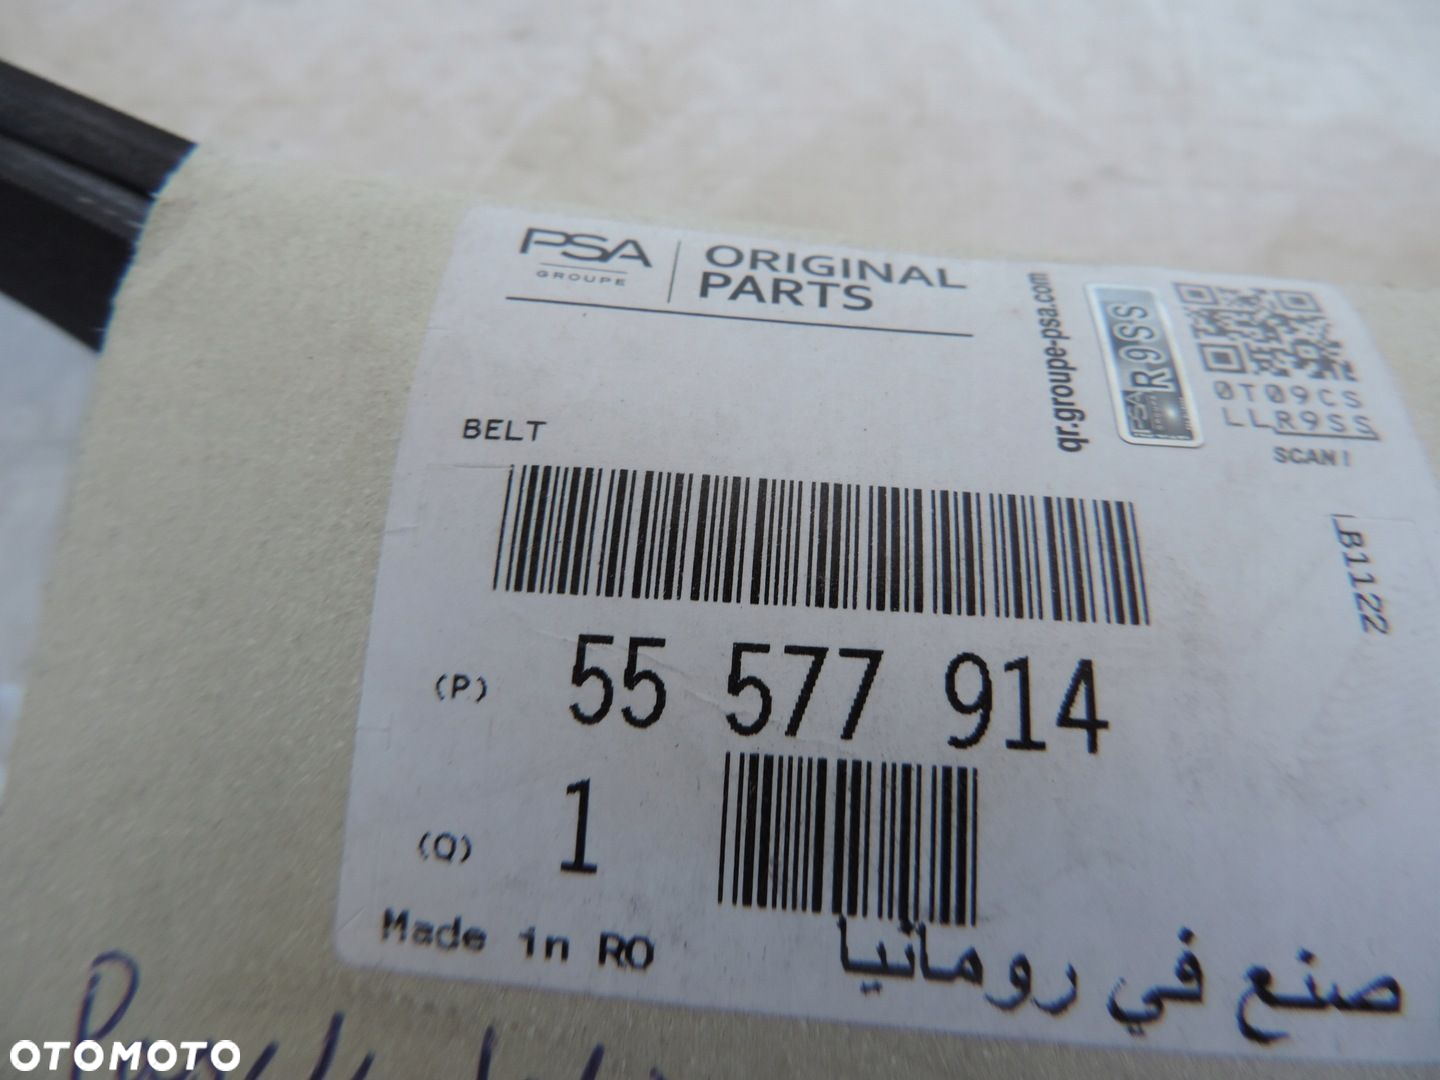 PSA
GROUPE
ORIGINAL
PARTS
qr.groupe-psa.com
PSA
R9SS
0T09CS
LLR9SS
SCAN!
BELT
LB1122
(P) 55 577 914
(Q) 1
Made in RO
صنع في رومانيا
OTOMOTO